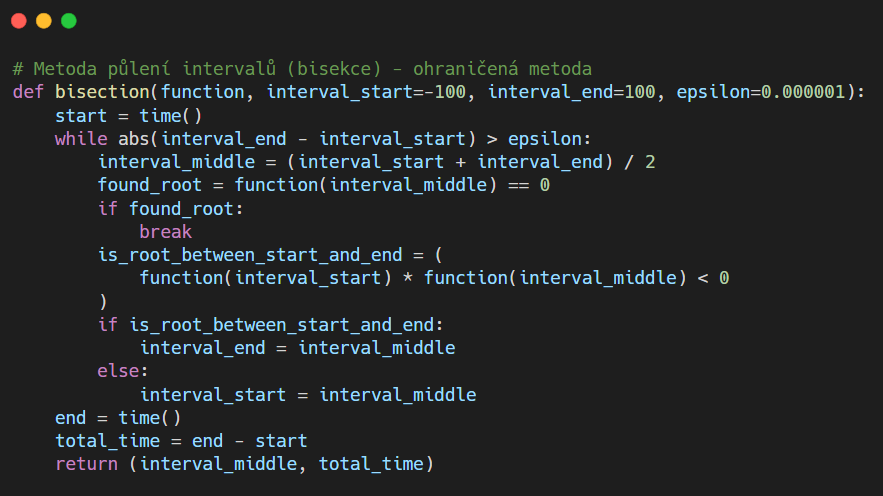 # Metoda půlení intervalů (bisekce) - ohraničená metoda
def bisection(function, interval_start=-100, interval_end=100, epsilon=0.000001):
    start = time()
    while abs(interval_end - interval_start) > epsilon:
        interval_middle = (interval_start + interval_end) / 2
        found_root = function(interval_middle) == 0
        if found_root:
            break
        is_root_between_start_and_end = (
            function(interval_start) * function(interval_middle) < 0
        )
        if is_root_between_start_and_end:
            interval_end = interval_middle
        else:
            interval_start = interval_middle
    end = time()
    total_time = end - start
    return (interval_middle, total_time)